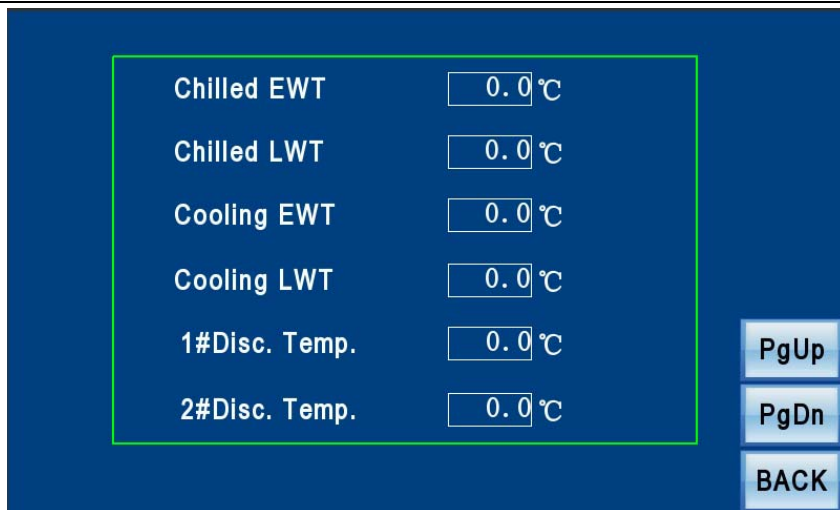 Chilled EWT 0.0℃
Chilled LWT 0.0℃
Cooling EWT 0.0℃
Cooling LWT 0.0℃
1#Disc. Temp. 0.0℃
2#Disc. Temp. 0.0℃
PgUp
PgDn
BACK